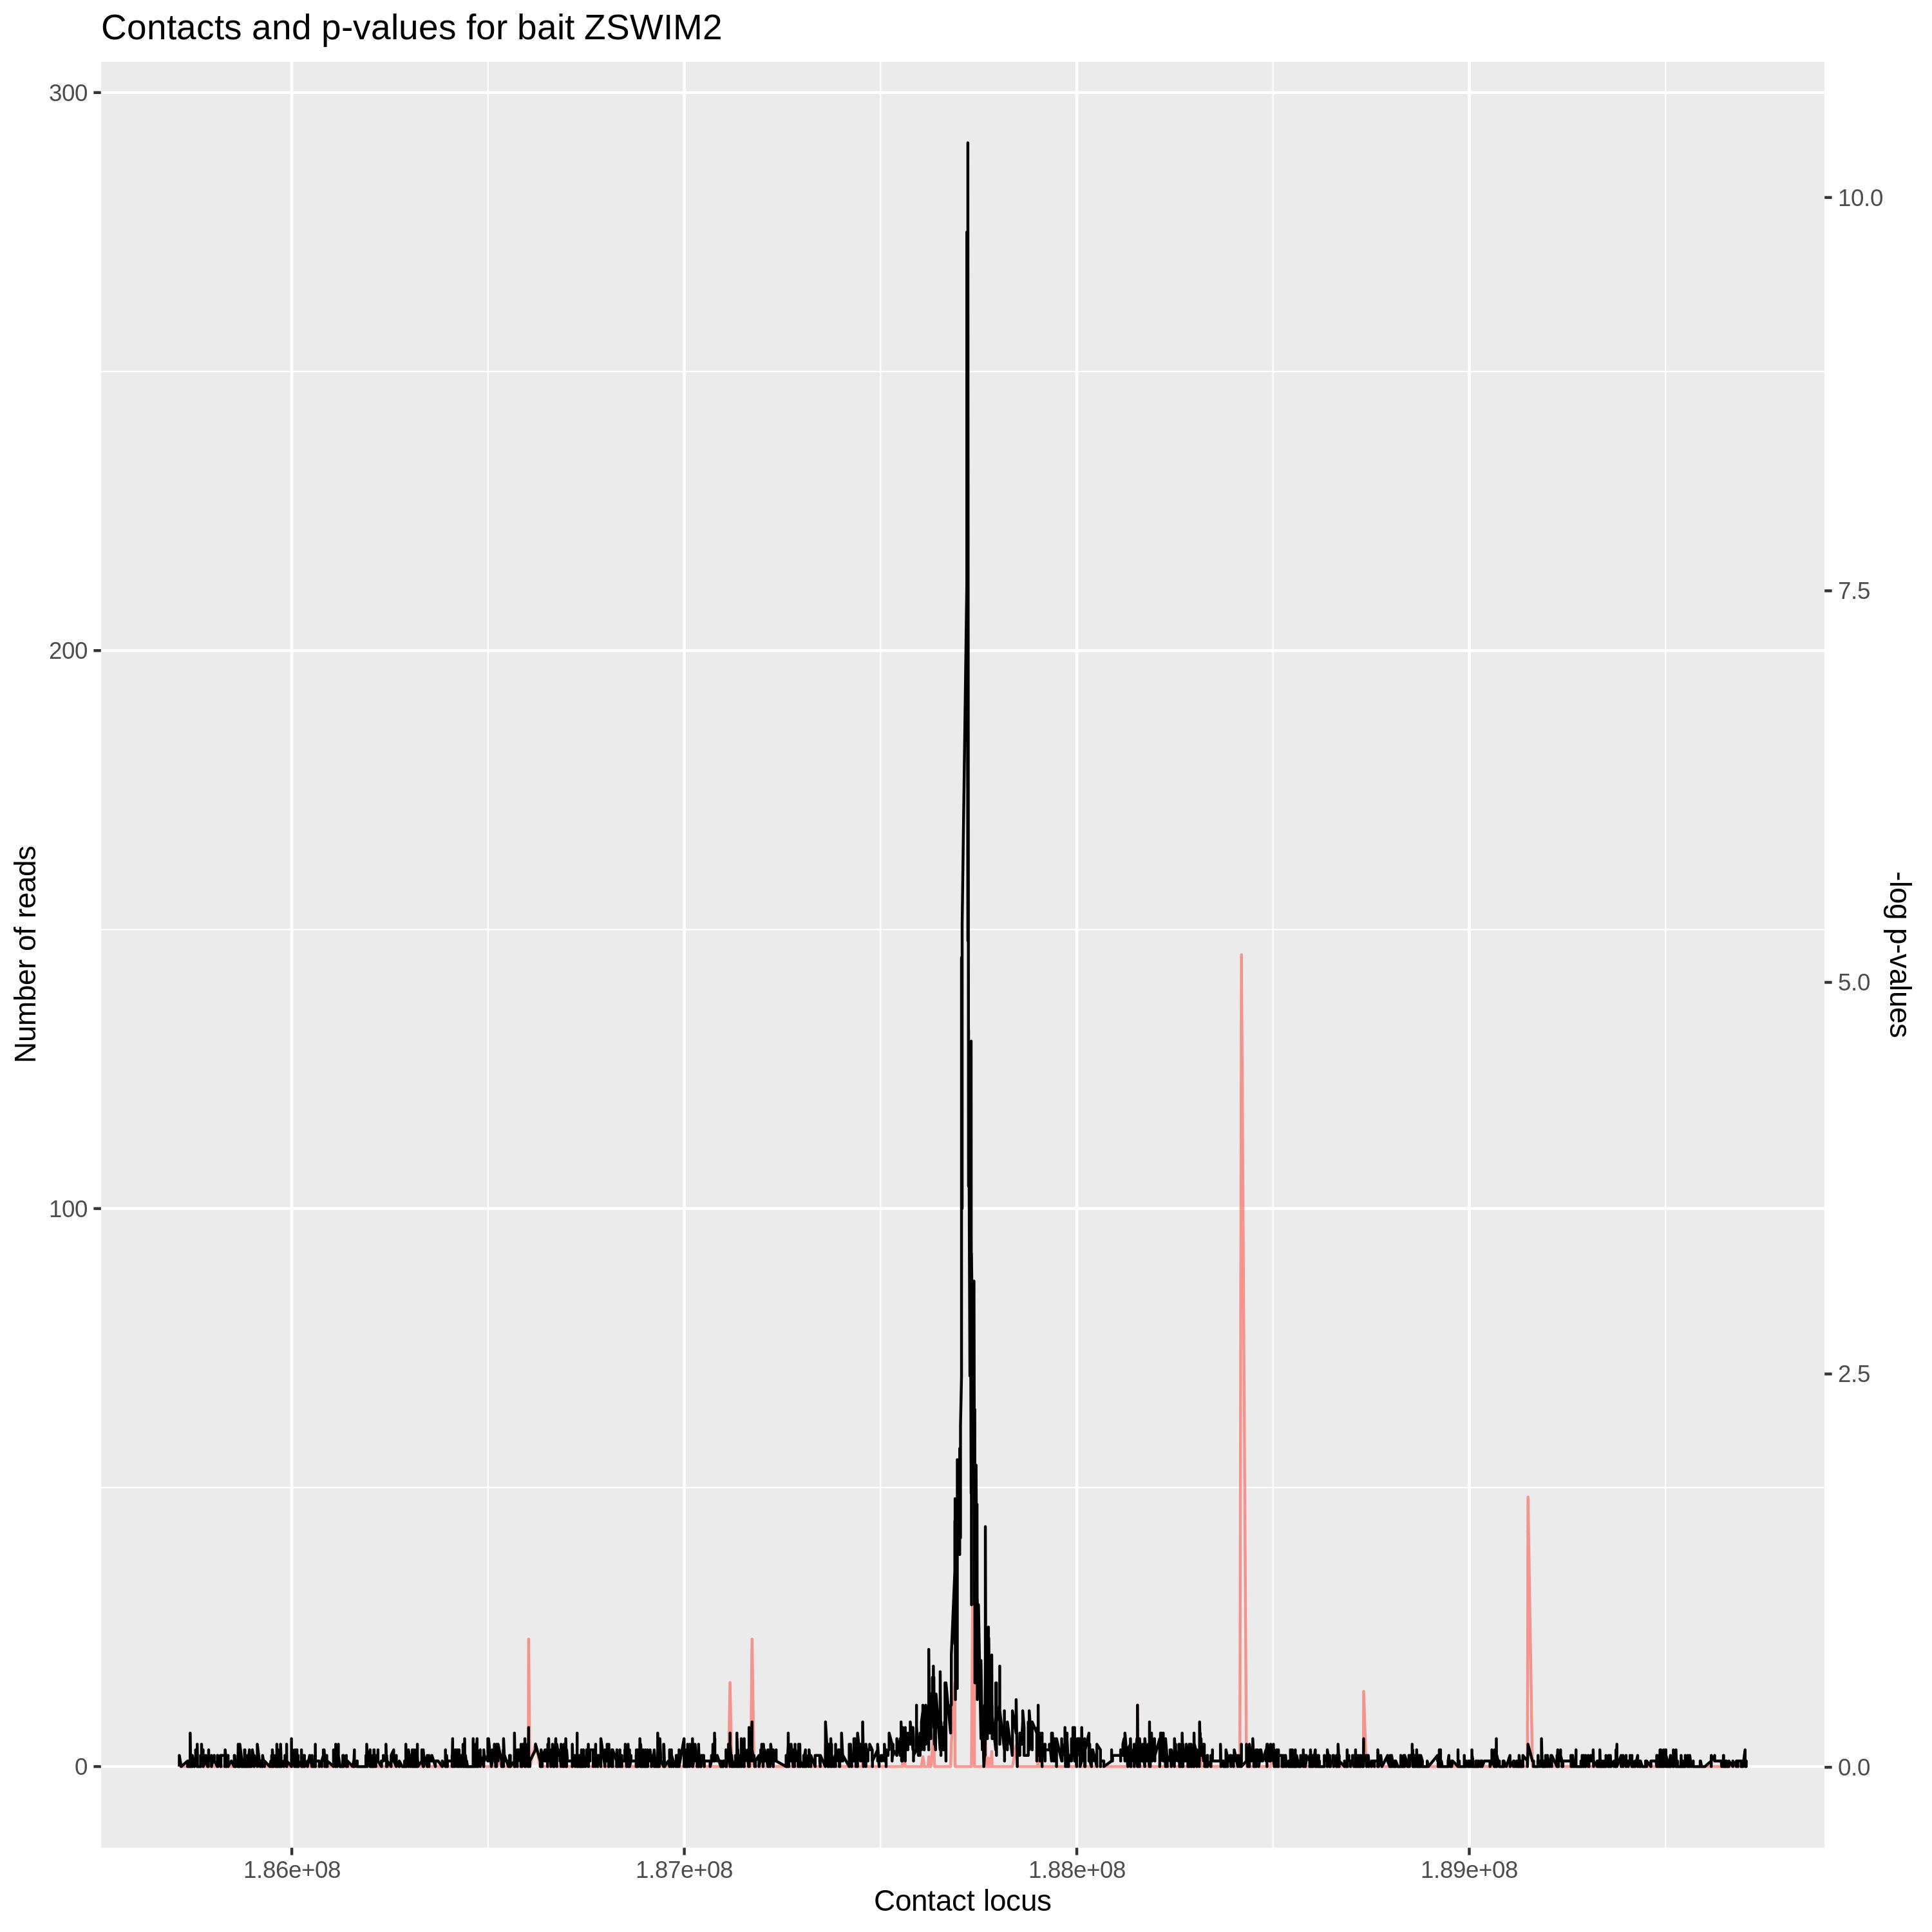 Contacts and p-values for bait ZSWIM2
300
200
100
0
Number of reads
10.0
7.5
5.0
2.5
0.0
-log p-values
1.86e+08 1.87e+08 1.88e+08 1.89e+08
Contact locus